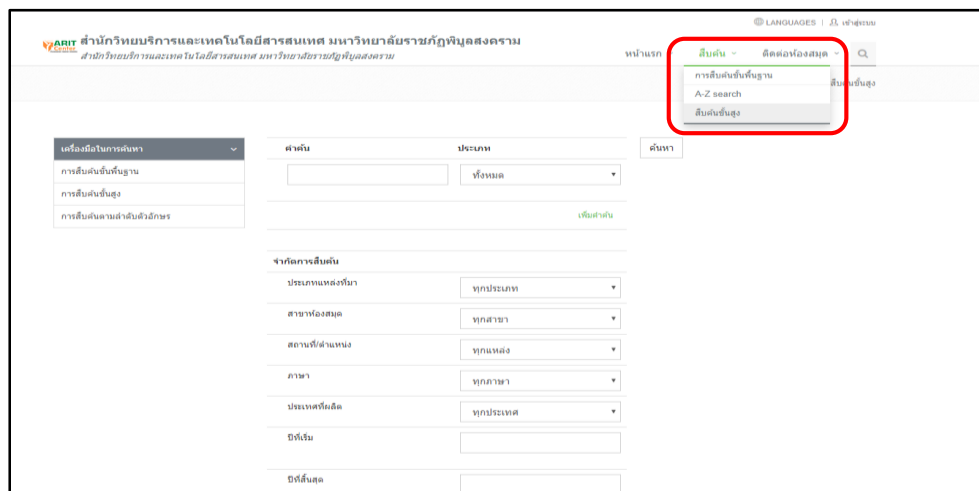 LANGUAGES | เข้าสู่ระบบ
ARIT Center
สำนักวิทยบริการและเทคโนโลยีสารสนเทศ มหาวิทยาลัยราชภัฏพิบูลสงคราม
สำนักวิทยบริการและเทคโนโลยีสารสนเทศ มหาวิทยาลัยราชภัฏพิบูลสงคราม
หน้าแรก สืบค้น ติดต่อห้องสมุด
การสืบค้นขั้นพื้นฐาน
A-Z search
สืบค้นขั้นสูง
สืบค้นขั้นสูง
เครื่องมือในการค้นหา
การสืบค้นขั้นพื้นฐาน
การสืบค้นขั้นสูง
การสืบค้นตามลำดับตัวอักษร
คำค้น ประเภท ค้นหา
ทั้งหมด
เพิ่มคำค้น
จำกัดการสืบค้น
ประเภทแหล่งที่มา ทุกประเภท
สาขาห้องสมุด ทุกสาขา
สถานที่/ตำแหน่ง ทุกแหล่ง
ภาษา ทุกภาษา
ประเทศที่ผลิต ทุกประเทศ
ปีที่เริ่ม
ปีที่สิ้นสุด